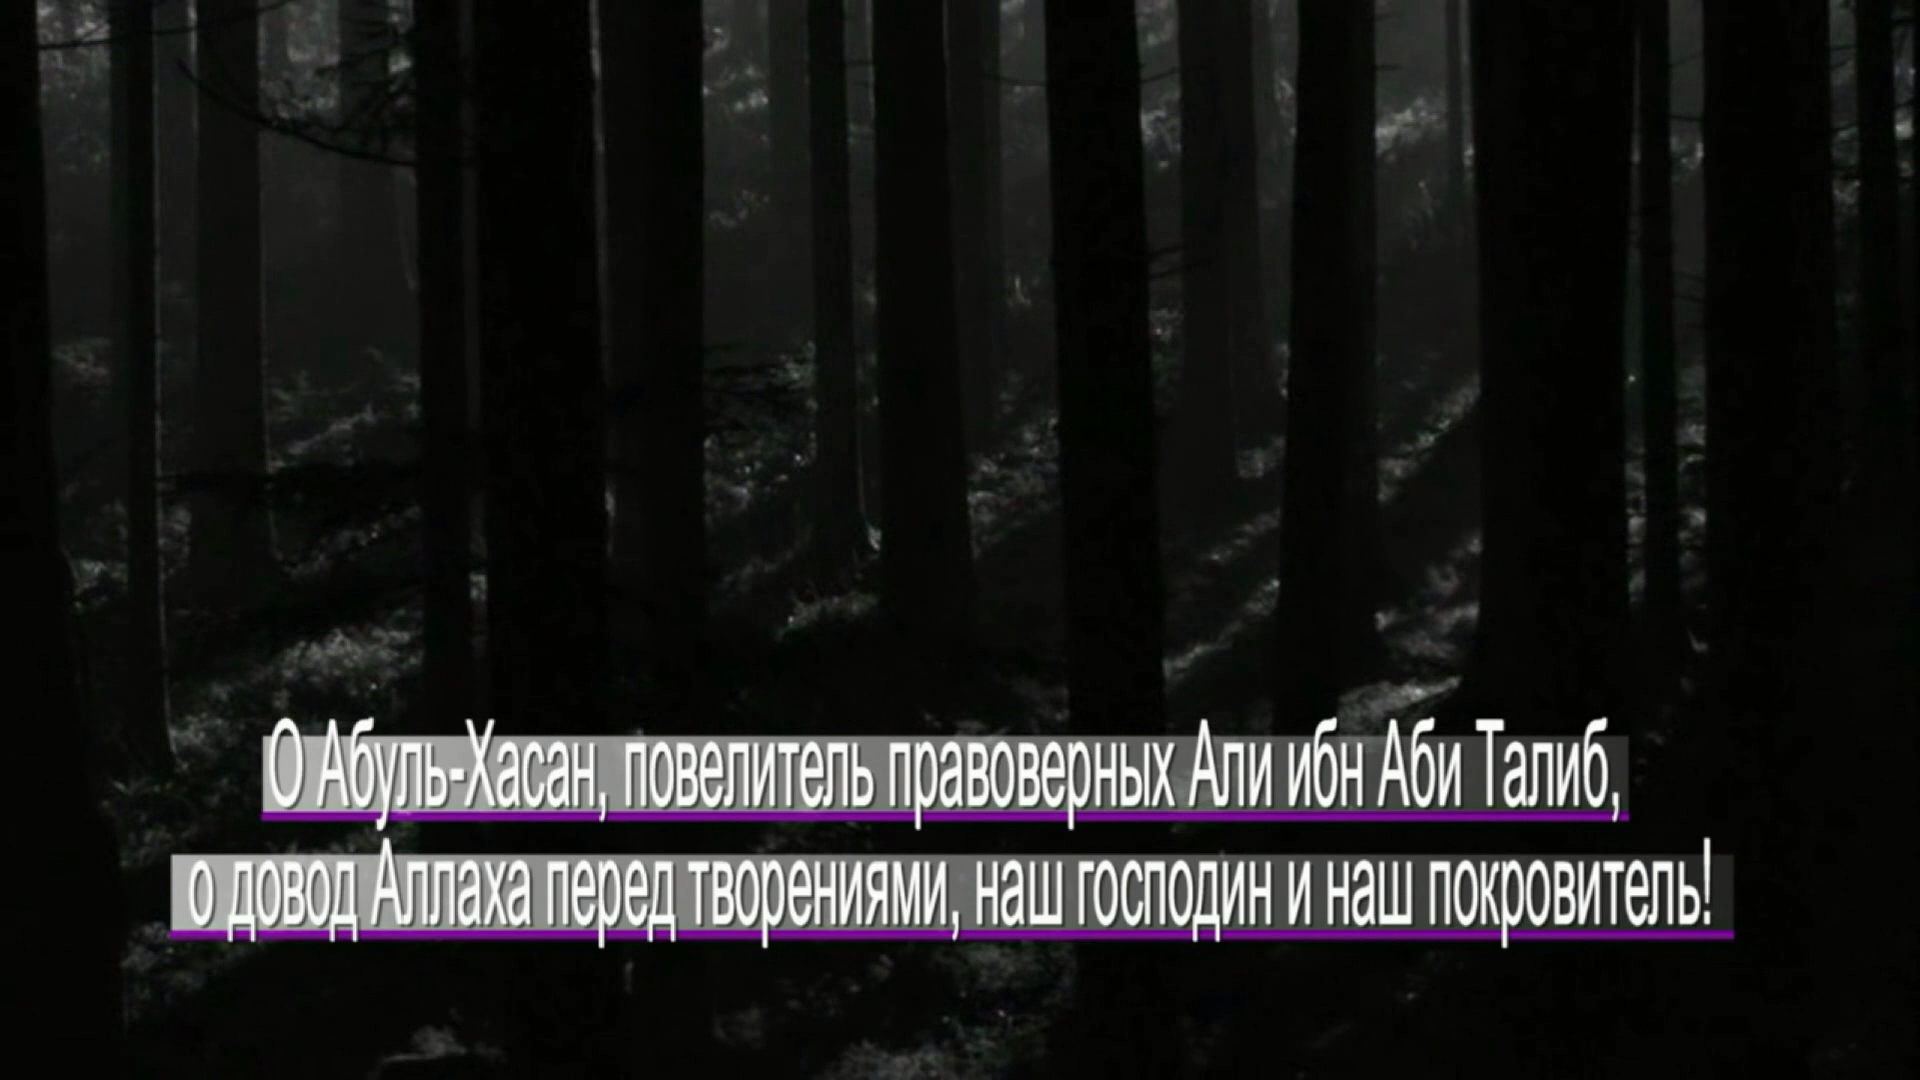 О Абуль-Хасан, повелитель правоверных Али ибн Аби Талиб,
о довод Аллаха перед творениями, наш господин и наш покровитель!